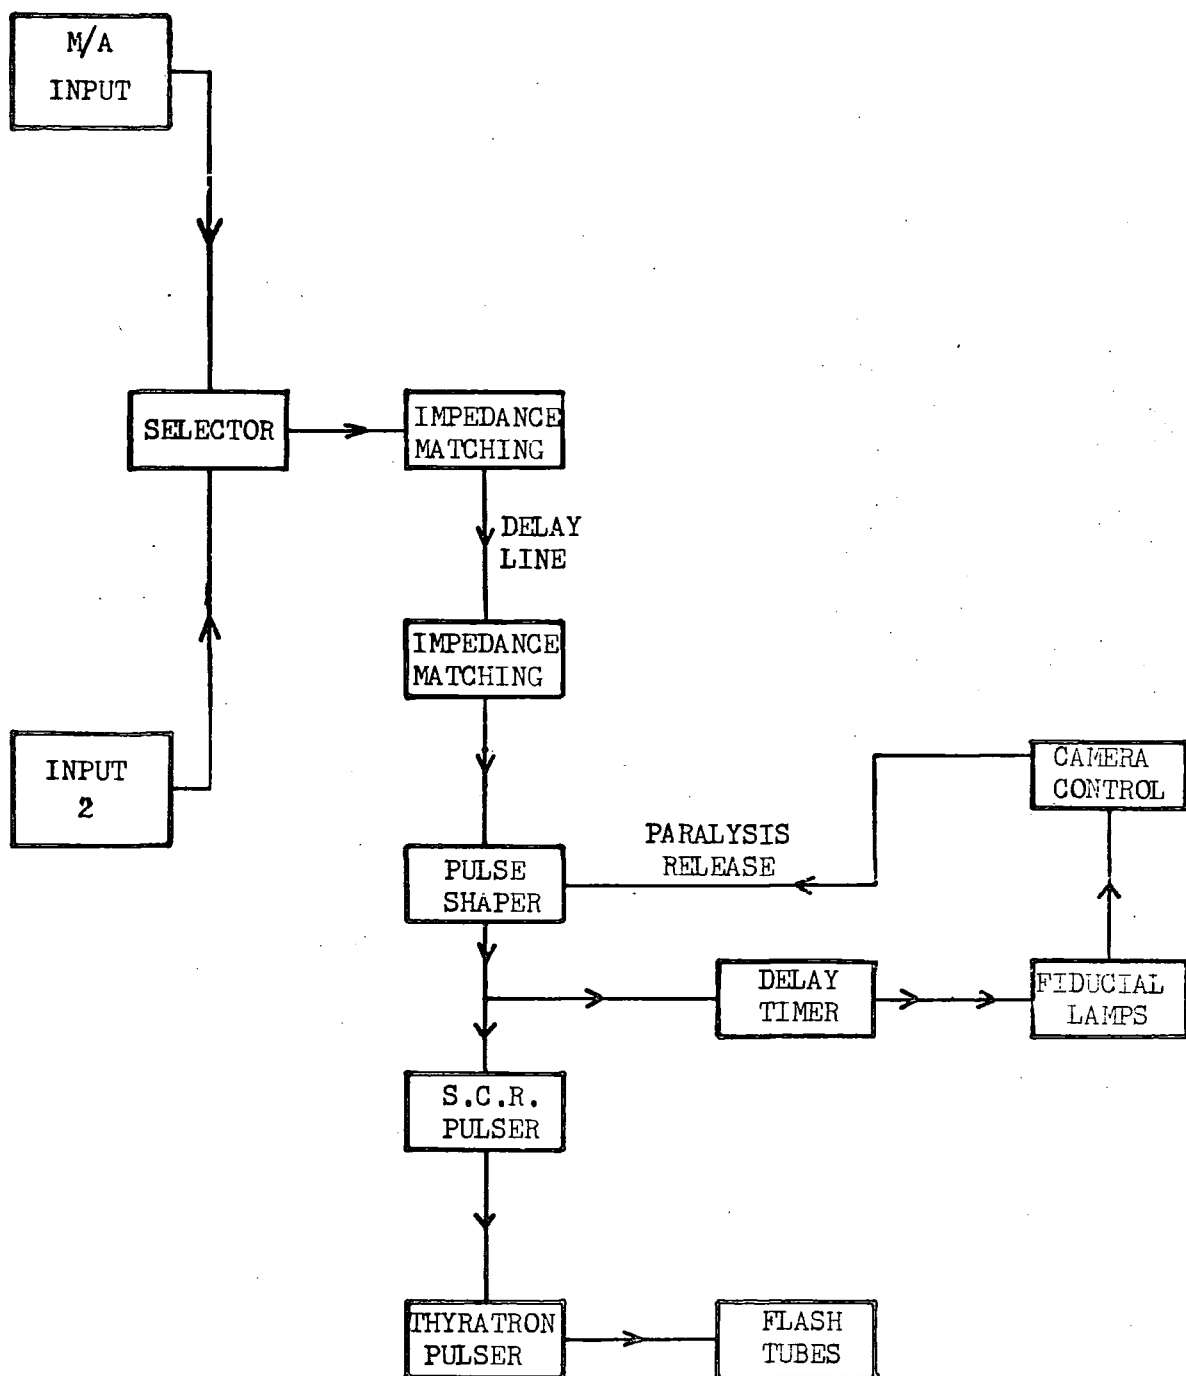 M/A
INPUT
SELECTOR
IMPEDANCE
MATCHING
DELAY
LINE
IMPEDANCE
MATCHING
INPUT
2
CAMERA
CONTROL
PARALYSIS
RELEASE
PULSE
SHAPER
DELAY
TIMER
FIDUCIAL
LAMPS
S.C.R.
PULSER
THYRATRON
PULSER
FLASH
TUBES